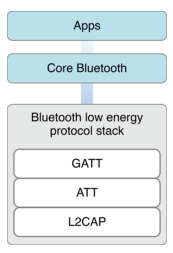 Apps
Core Bluetooth
Bluetooth low energy
protocol stack
GATT
ATT
L2CAP